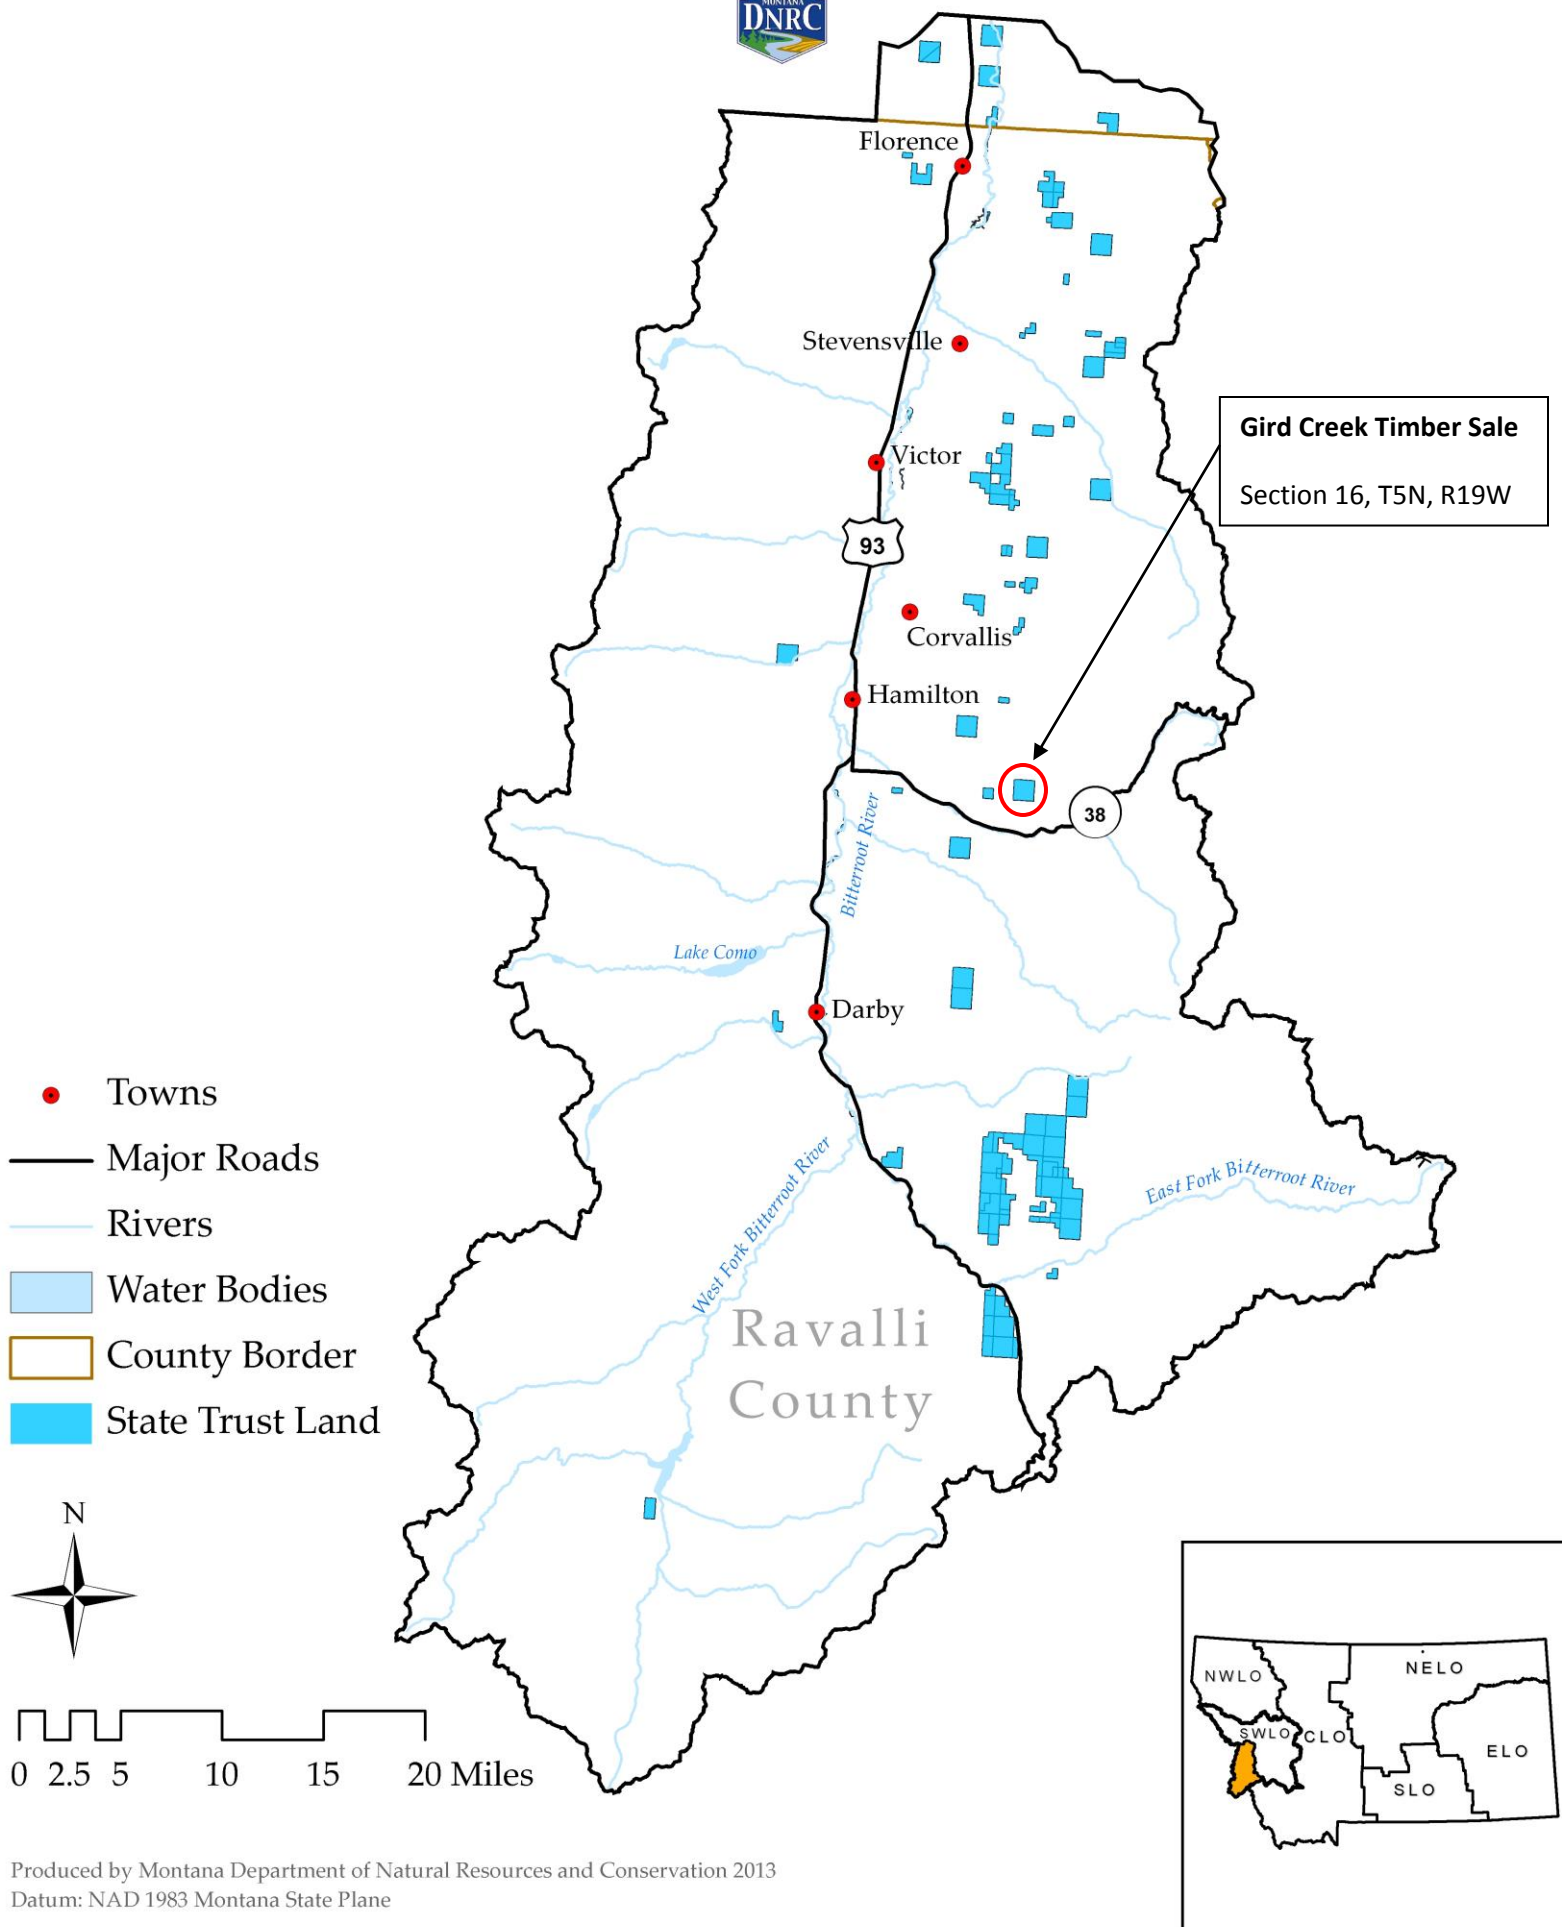 MONTANA
DNRC
Florence
Stevensville
Gird Creek Timber Sale
Section 16, T5N, R19W
Victor
93
Corvallis
Hamilton
38
Bitterroot River
Lake Como
Darby
Towns
Major Roads
Rivers
Water Bodies
County Border
State Trust Land
West Fork Bitterroot River
East Fork Bitterroot River
Ravalli
County
N
0 2.5 5 10 15 20 Miles
NWLO
NELO
SWLO
CLO
ELO
SLO
Produced by Montana Department of Natural Resources and Conservation 2013
Datum: NAD 1983 Montana State Plane